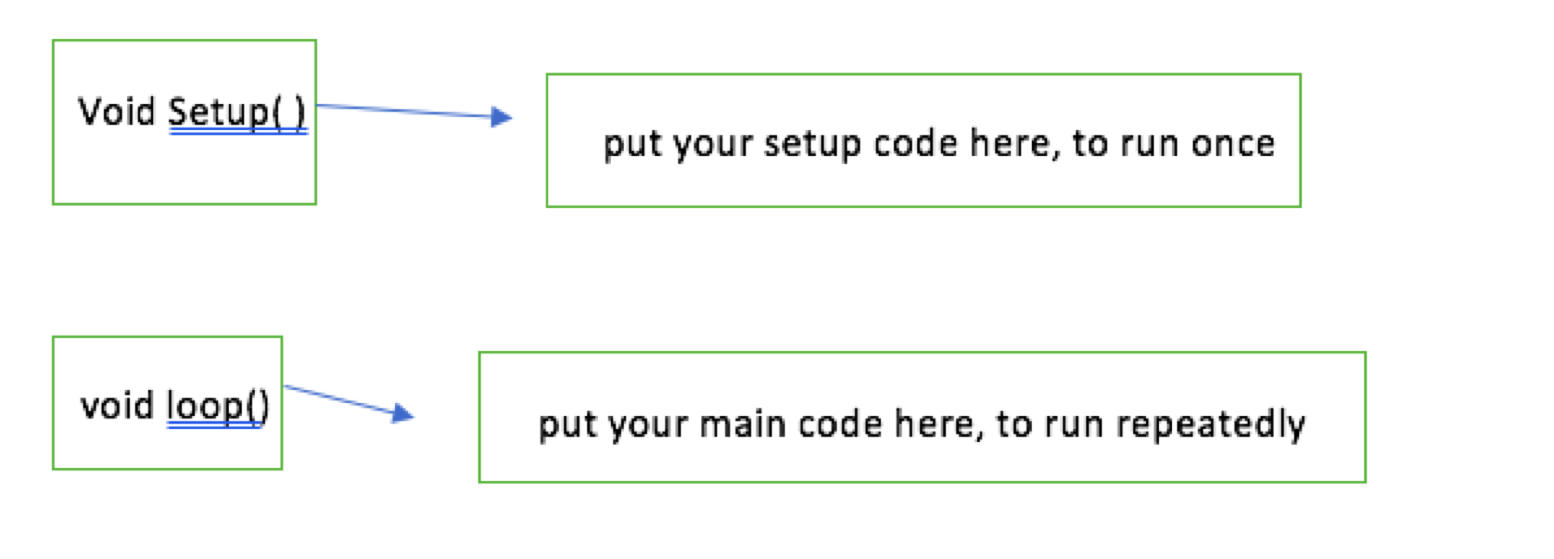 Void Setup( )
put your setup code here, to run once
void loop()
put your main code here, to run repeatedly